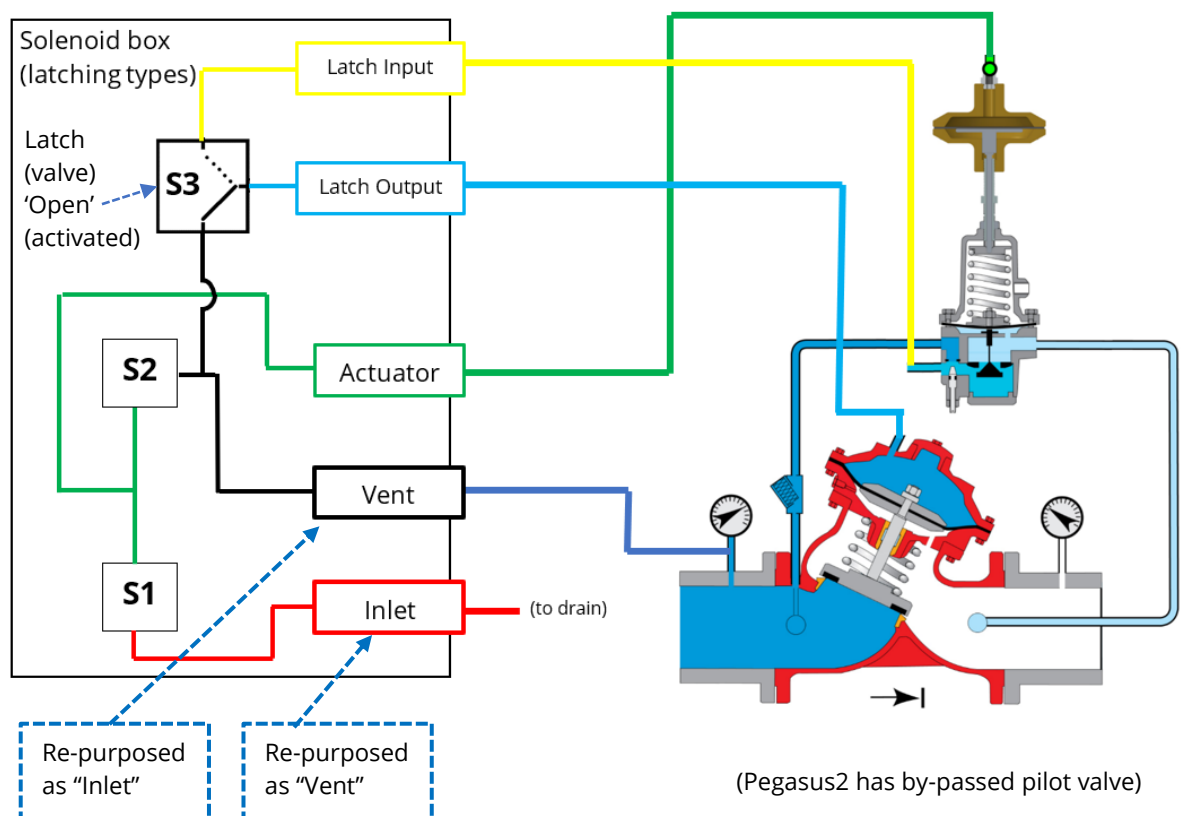 Solenoid box
(latching types)
Latch Input
Latch
(valve)
‘Open’
(activated)
S3
Latch Output
S2
Actuator
Vent
S1
Inlet
(to drain)
Re-purposed
as “Inlet”
Re-purposed
as “Vent”
(Pegasus2 has by-passed pilot valve)